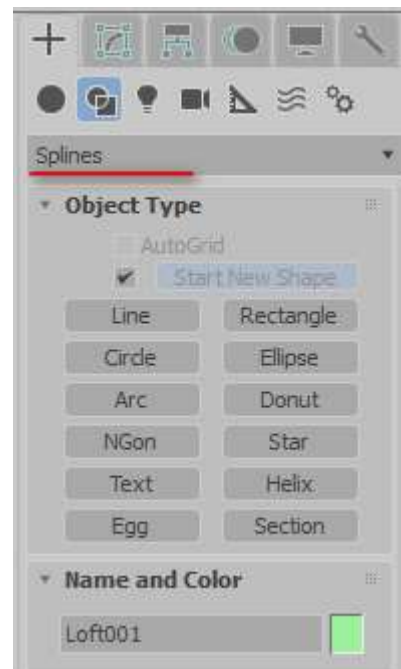 Splines
Object Type
AutoGrid
Start New Shape
Line Rectangle
Circle Ellipse
Arc Donut
NGon Star
Text Helix
Egg Section
Name and Color
Loft001